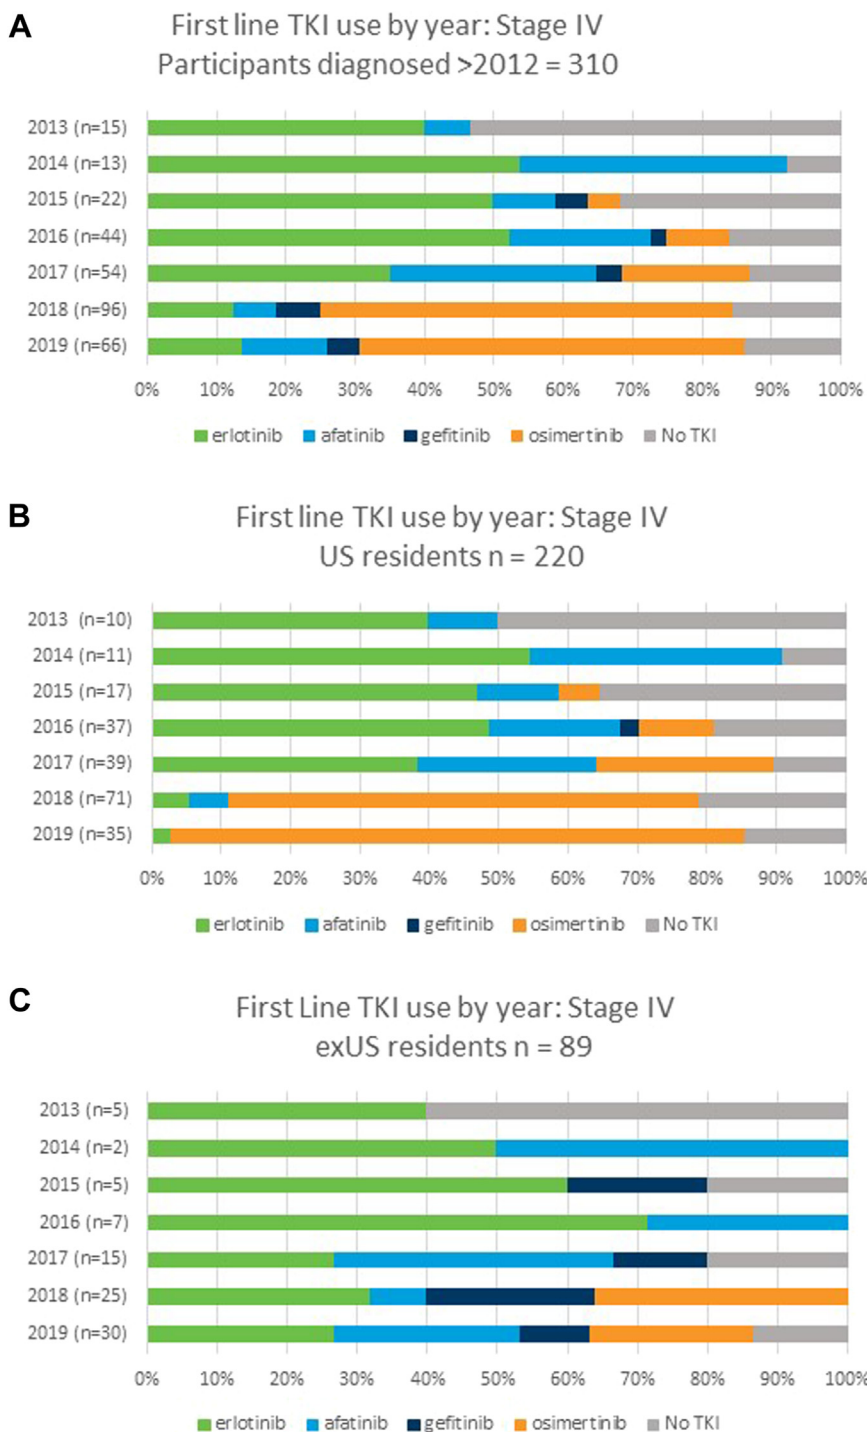 A
First line TKI use by year: Stage IV
Participants diagnosed >2012 = 310
2013 (n=15)
2014 (n=13)
2015 (n=22)
2016 (n=44)
2017 (n=54)
2018 (n=96)
2019 (n=66)
0% 10% 20% 30% 40% 50% 60% 70% 80% 90% 100%
erlotinib afatinib gefitinib osimertinib No TKI
B
First line TKI use by year: Stage IV
US residents n = 220
2013 (n=10)
2014 (n=11)
2015 (n=17)
2016 (n=37)
2017 (n=39)
2018 (n=71)
2019 (n=35)
0% 10% 20% 30% 40% 50% 60% 70% 80% 90% 100%
erlotinib afatinib gefitinib osimertinib No TKI
C
First Line TKI use by year: Stage IV
exUS residents n = 89
2013 (n=5)
2014 (n=2)
2015 (n=5)
2016 (n=7)
2017 (n=15)
2018 (n=25)
2019 (n=30)
0% 10% 20% 30% 40% 50% 60% 70% 80% 90% 100%
erlotinib afatinib gefitinib osimertinib No TKI